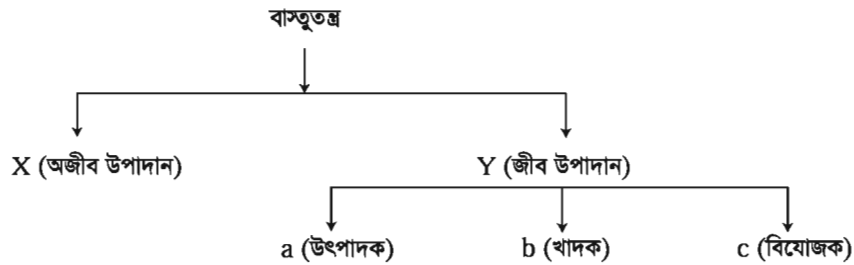 বাস্তুতন্ত্র
X (অজীব উপাদান) Y (জীব উপাদান)
a (উৎপাদক) b (খাদক) c (বিযোজক)